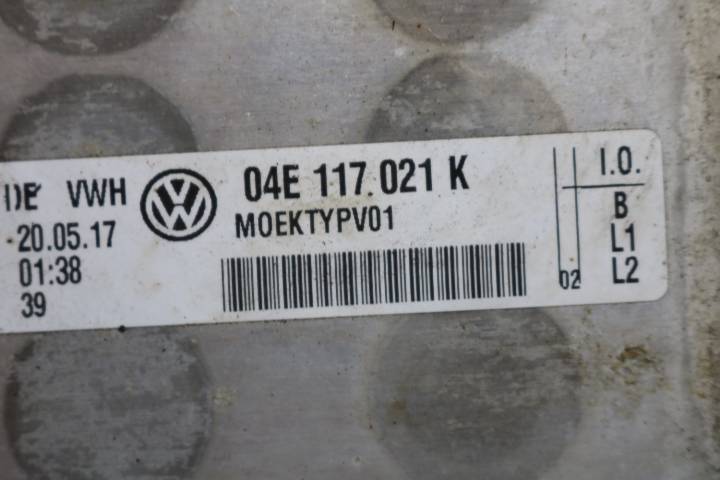 DE VWH
20.05.17
01:38
39
04E 117.021 K
MOEKTYPV01
02
I.O.
B
L1
L2